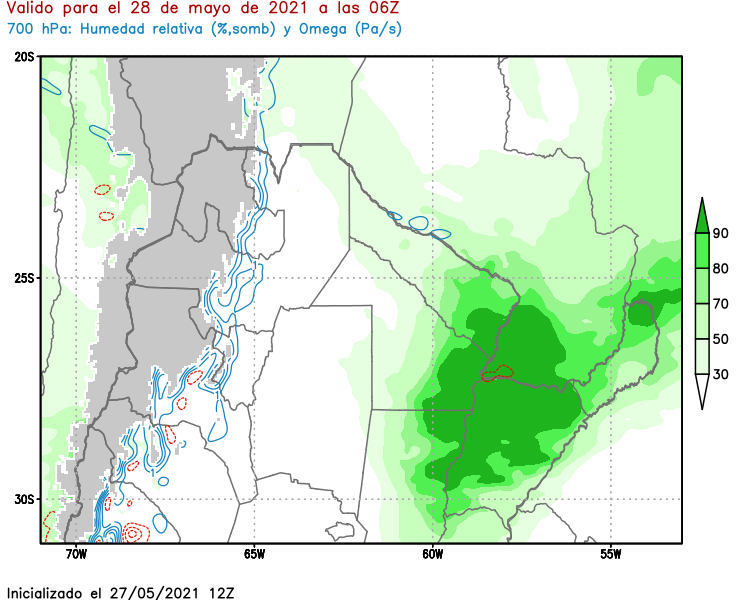 Valido para el 28 de mayo de 2021 a las 06Z
700 hPa: Humedad relativa (%,somb) y Omega (Pa/s)
20S
25S
30S
70W
65W
60W
55W
90
80
70
50
30
Inicializado el 27/05/2021 12Z